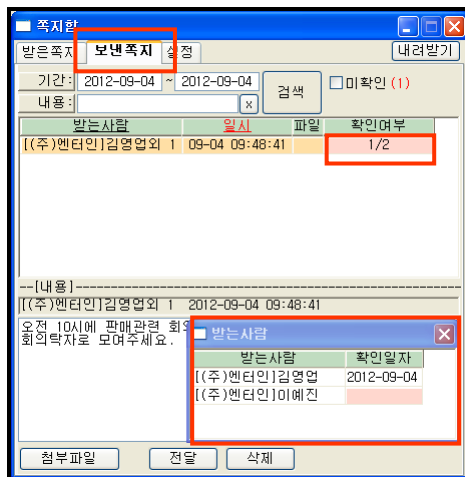 쪽지함
받은쪽지 보낸쪽지 설정 내려받기
기간: 2012-09-04 ~ 2012-09-04 검색 미확인 (1)
내용: x
받는사람 일시 파일 확인여부
[(주)엔터인]김영업외 1 09-04 09:48:41 1/2
--[내용]--
[(주)엔터인]김영업외 1 2012-09-04 09:48:41
오전 10시에 판매관련 회의
회의탁자로 모여주세요.
받는사람
받는사람 확인일자
[(주)엔터인]김영업 2012-09-04
[(주)엔터인]이예진
첨부파일 전달 삭제